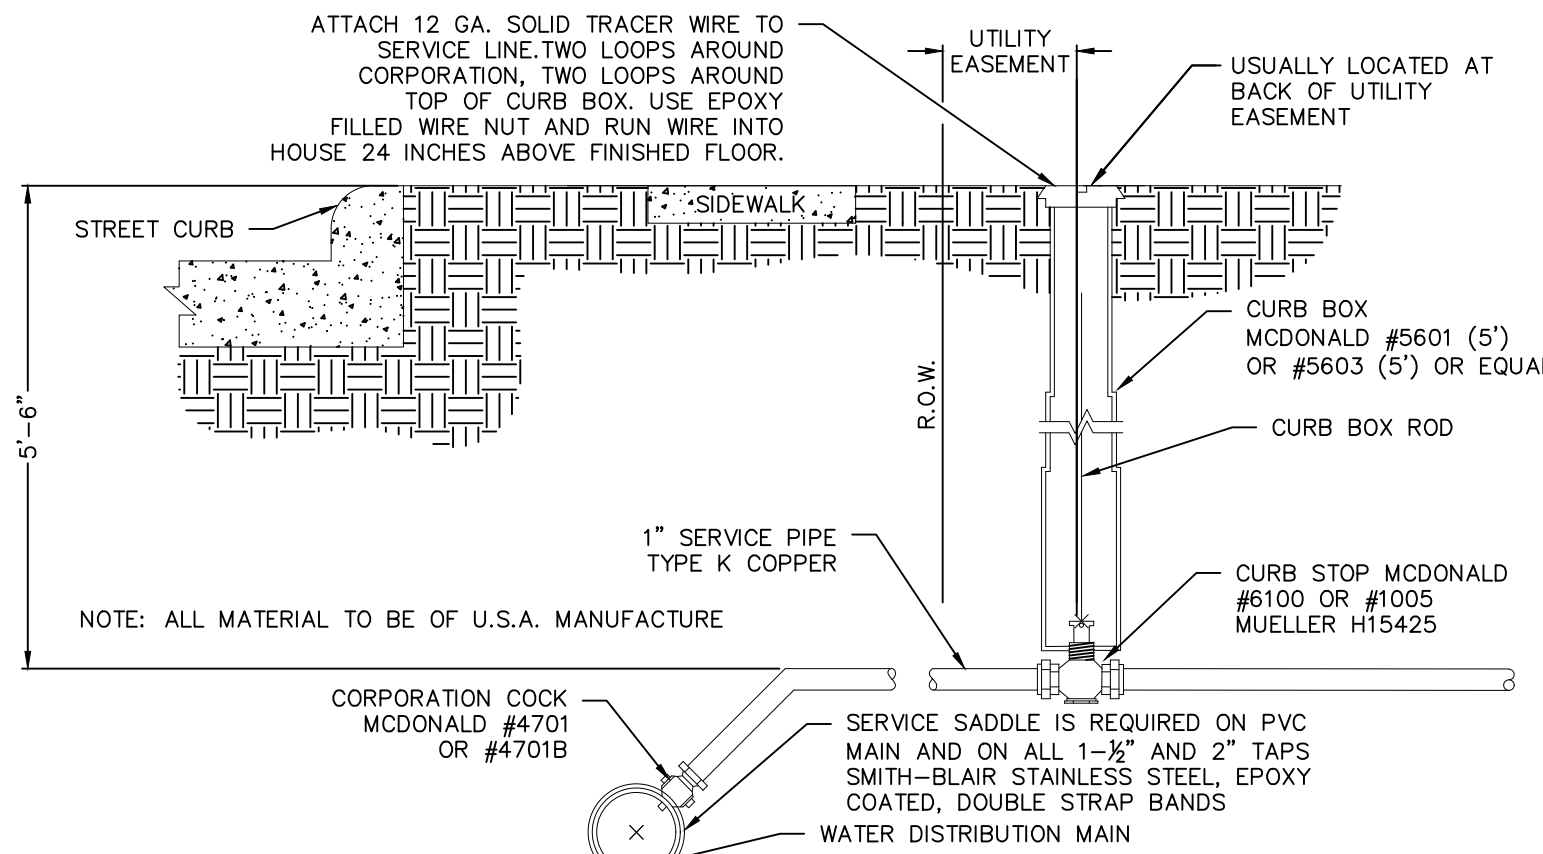 ATTACH 12 GA. SOLID TRACER WIRE TO
SERVICE LINE.TWO LOOPS AROUND
CORPORATION, TWO LOOPS AROUND
TOP OF CURB BOX. USE EPOXY
FILLED WIRE NUT AND RUN WIRE INTO
HOUSE 24 INCHES ABOVE FINISHED FLOOR.
UTILITY
EASEMENT
USUALLY LOCATED AT
BACK OF UTILITY
EASEMENT
STREET CURB
SIDEWALK
CURB BOX
MCDONALD #5601 (5')
OR #5603 (5') OR EQUAL
R.O.W.
5'-6"
CURB BOX ROD
1" SERVICE PIPE
TYPE K COPPER
CURB STOP MCDONALD
#6100 OR #1005
MUELLER H15425
NOTE: ALL MATERIAL TO BE OF U.S.A. MANUFACTURE
CORPORATION COCK
MCDONALD #4701
OR #4701B
SERVICE SADDLE IS REQUIRED ON PVC
MAIN AND ON ALL 1-½" AND 2" TAPS
SMITH-BLAIR STAINLESS STEEL, EPOXY
COATED, DOUBLE STRAP BANDS
WATER DISTRIBUTION MAIN